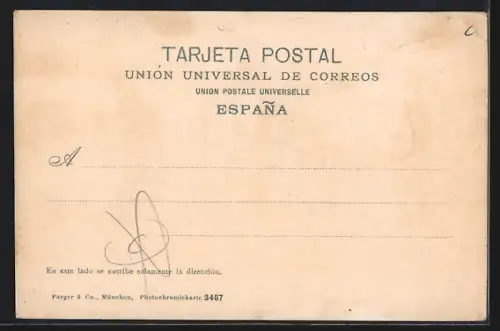 TARJETA POSTAL
UNIÓN UNIVERSAL DE CORREOS
UNION POSTALE UNIVERSELLE
ESPAÑA
A
En este lado se escribe solamente la dirección.
Purger & Co., München, Photochromiekarte 3467